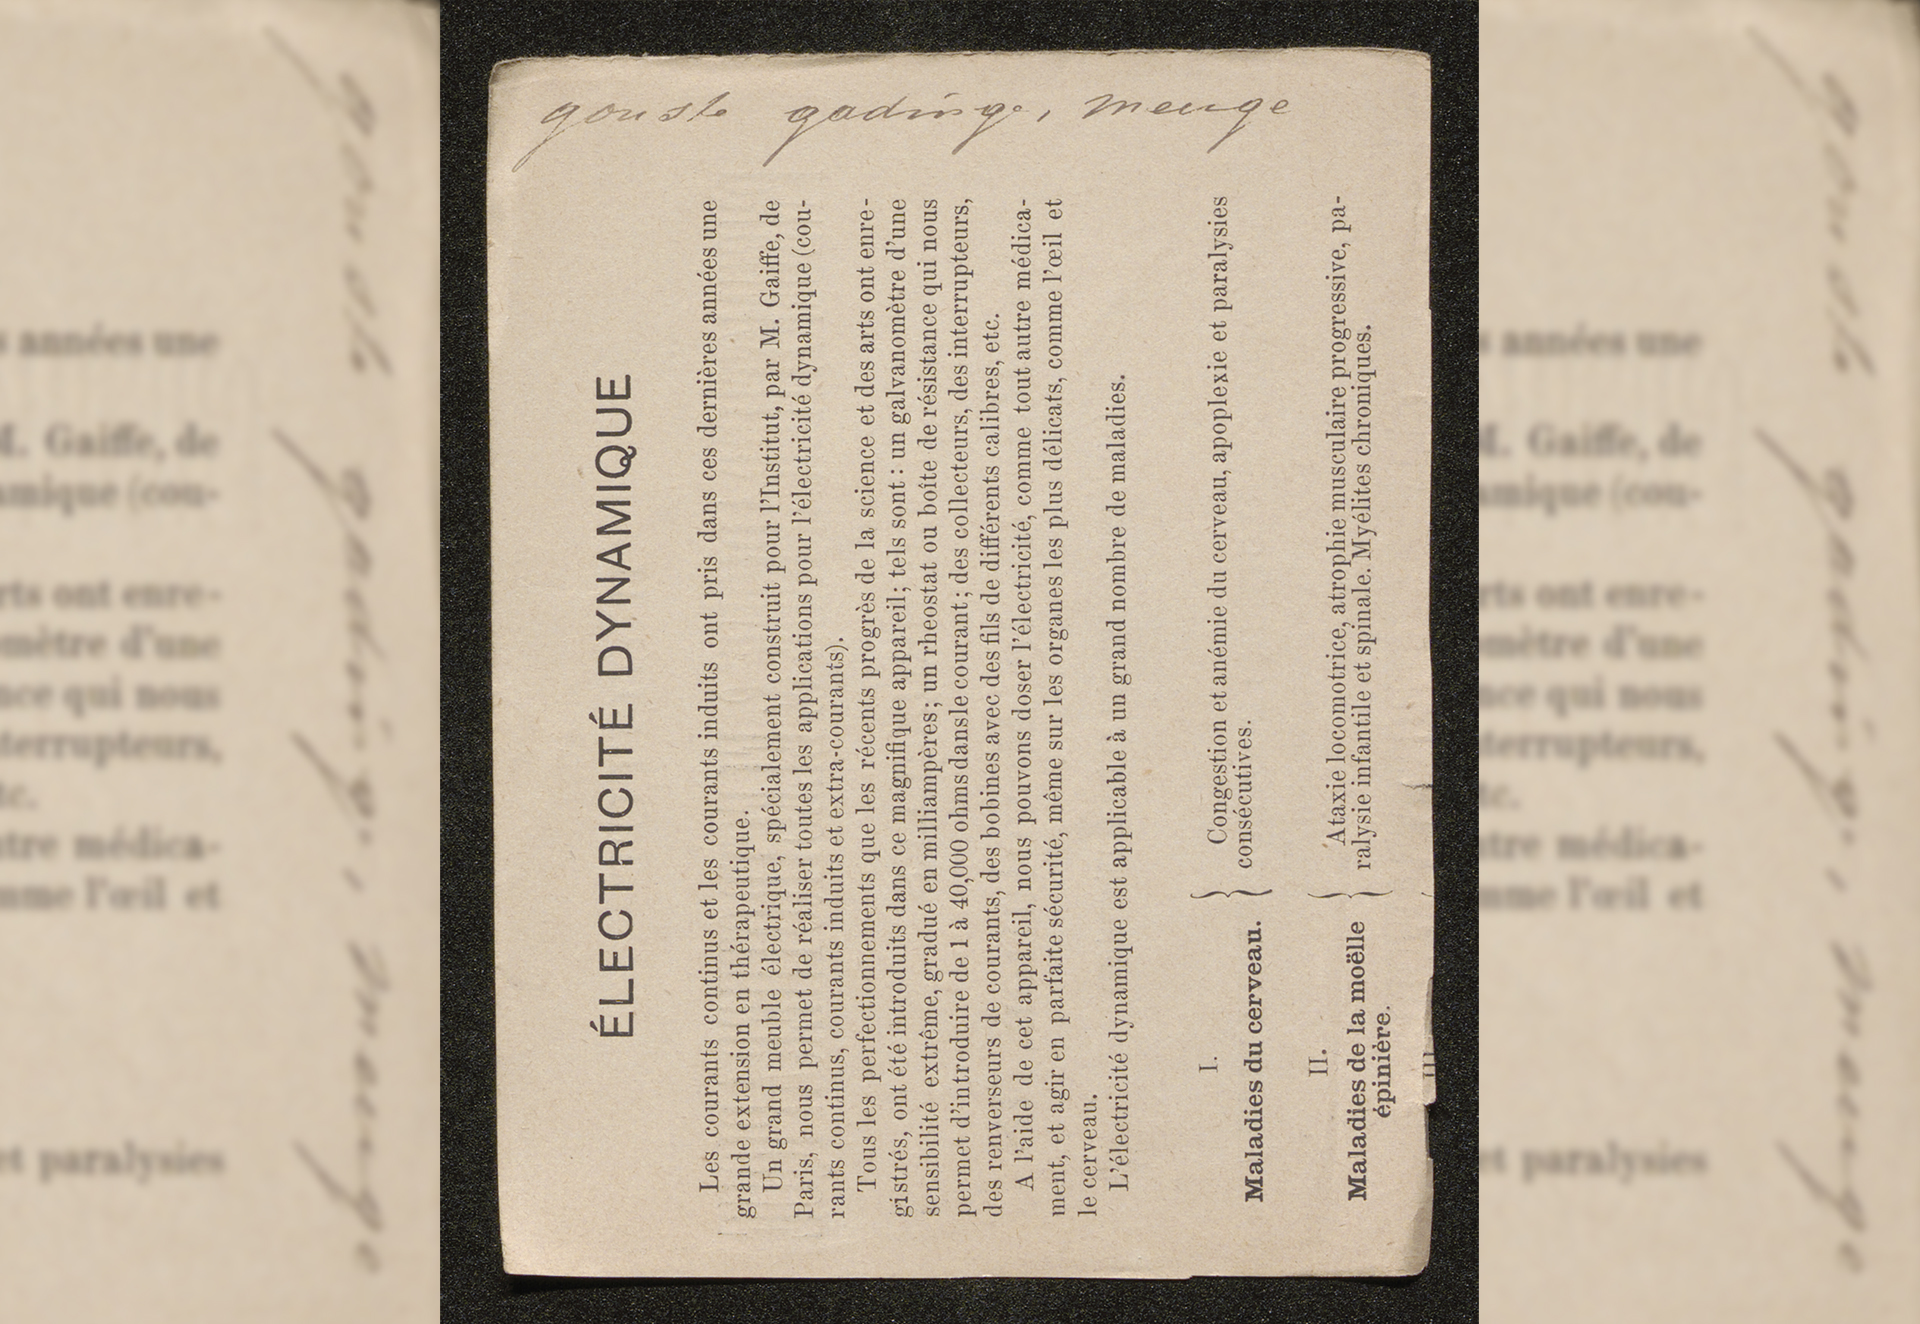 ÉLECTRICITÉ DYNAMIQUE
Les courants continus et les courants induits ont pris dans ces dernières années une
grande extension en thérapeutique.
Un grand meuble électrique, spécialement construit pour l'Institut, par M. Gaiffe, de
Paris, nous permet de réaliser toutes les applications pour l'électricité dynamique (cou-
rants continus, courants induits et extra-courants).
Tous les perfectionnements que les récents progrès de la science et des arts ont enre-
gistrés, ont été introduits dans ce magnifique appareil; tels sont : un galvanomètre d'une
sensibilité extrême, gradué en milliampères; un rheostat ou boîte de résistance qui nous
permet d'introduire de 1 à 40,000 ohms dans le courant; des collecteurs, des interrupteurs,
des renverseurs de courants, des bobines avec des fils de différents calibres, etc.
A l'aide de cet appareil, nous pouvons doser l'électricité, comme tout autre médica-
ment, et agir en parfaite sécurité, même sur les organes les plus délicats, comme l'œil et
le cerveau.
L'électricité dynamique est applicable à un grand nombre de maladies.
I.
Maladies du cerveau.
Congestion et anémie du cerveau, apoplexie et paralysies
consécutives.
II.
Maladies de la moëlle
épinière.
Ataxie locomotrice, atrophie musculaire progressive, pa-
ralysie infantile et spinale. Myélites chroniques.